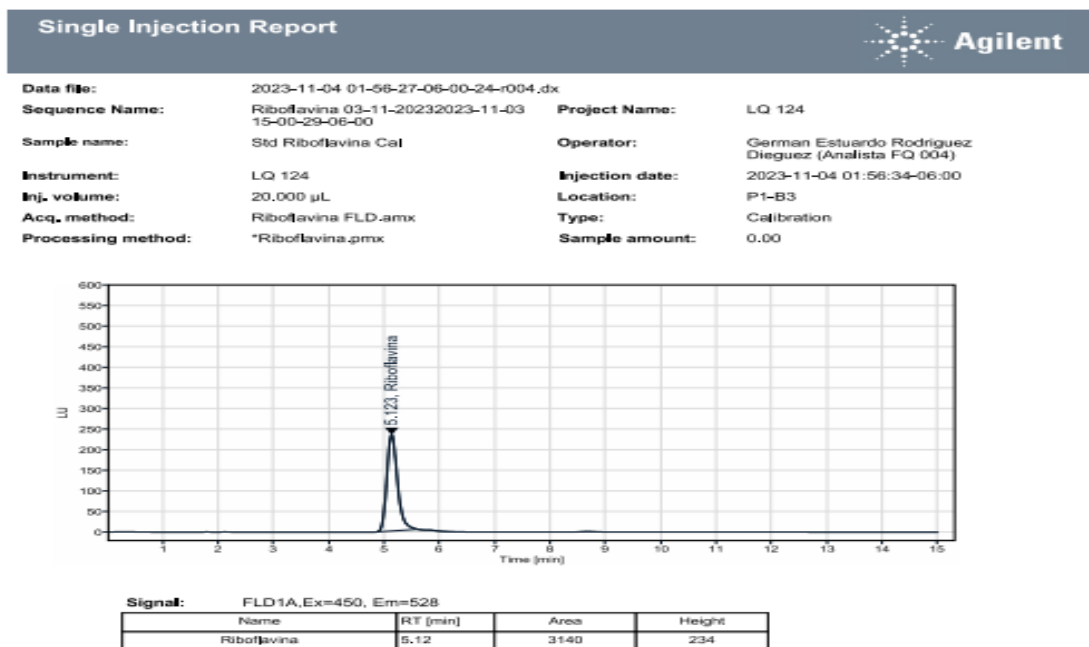 Single Injection Report
Agilent
Data file: 2023-11-04 01-56-27-06-00-24-r004.dx
Sequence Name: Riboflavina 03-11-20232023-11-03 15-00-29-06-00 Project Name: LQ 124
Sample name: Std Riboflavina Cal Operator: German Estuardo Rodriguez Dieguez (Analista FQ 004)
Instrument: LQ 124 Injection date: 2023-11-04 01:56:34-06:00
Inj. volume: 20.000 µL Location: P1-B3
Acq. method: Riboflavina FLD.amx Type: Calibration
Processing method: *Riboflavina.pmx Sample amount: 0.00
600
550
500
450
400
350
300
250
200
150
100
50
0
LU
5.123, Riboflavina
1 2 3 4 5 6 7 8 9 10 11 12 13 14 15
Time [min]
Signal: FLD1A,Ex=450, Em=528
Name RT [min] Area Height
Riboflavina 5.12 3140 234